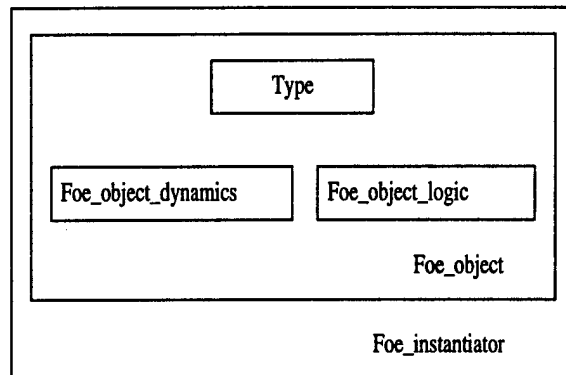 Type
Foe_object_dynamics
Foe_object_logic
Foe_object
Foe_instantiator